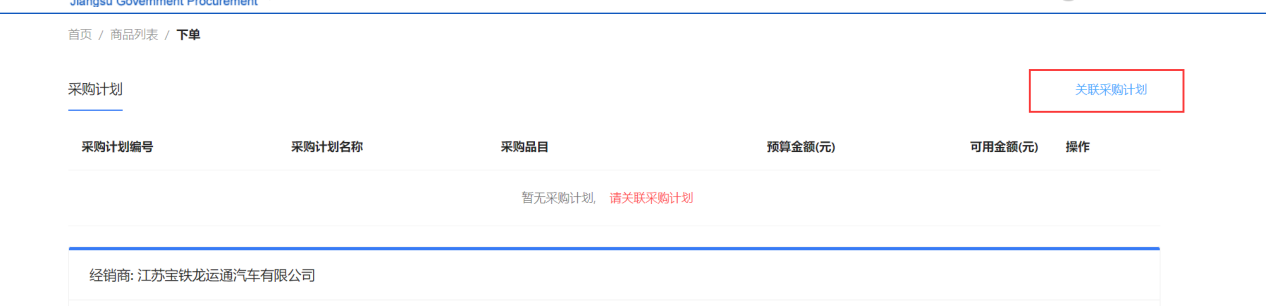 Jiangsu Government Procurement
首页 / 商品列表 / 下单
采购计划 关联采购计划
采购计划编号 采购计划名称 采购品目 预算金额(元) 可用金额(元) 操作
暂无采购计划, 请关联采购计划
经销商: 江苏宝铁龙运通汽车有限公司